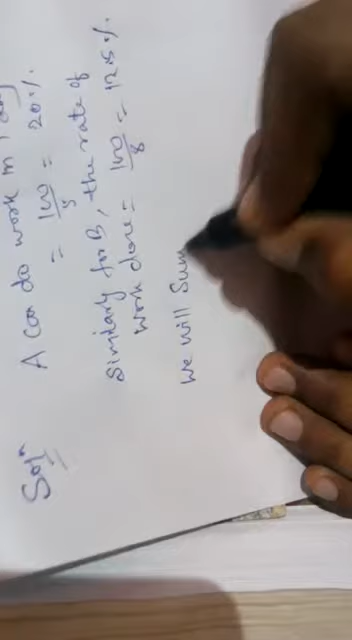 Solⁿ
A can do work in 1 day
= 100/5 = 20%.
Similarly for B, the rate of
work done = 100/8 = 12.5%.
We will Sum